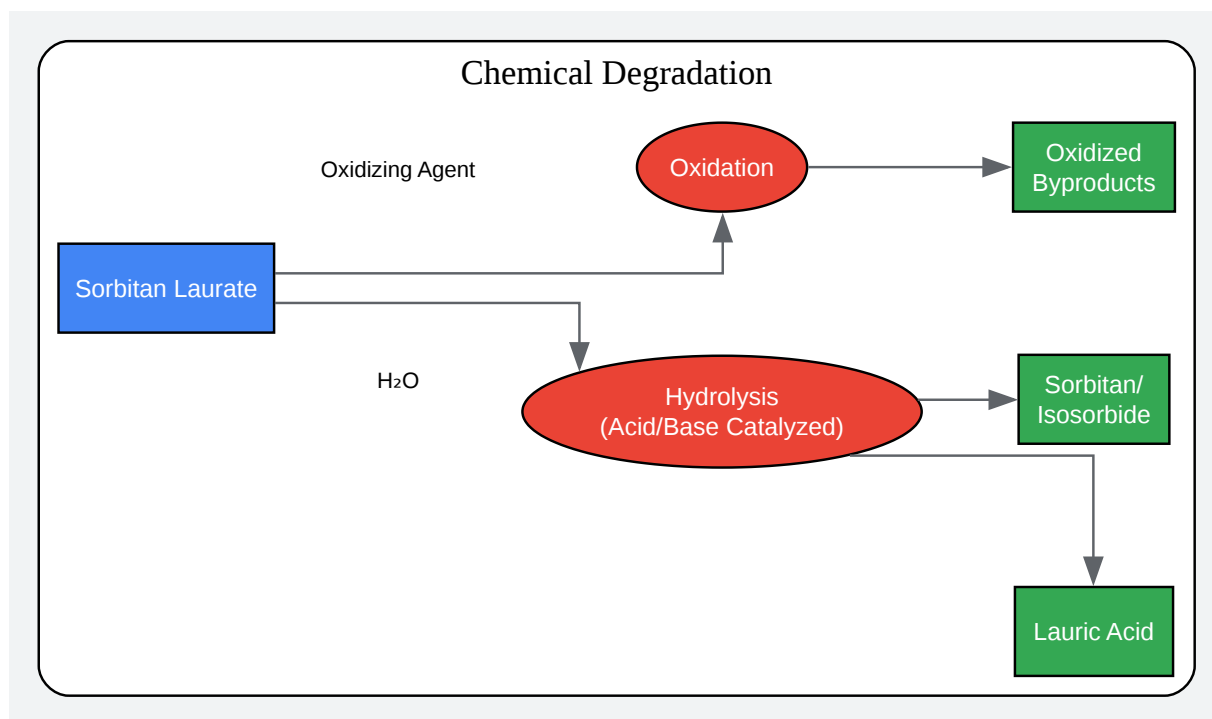 Chemical Degradation
Oxidizing Agent
Oxidation
Oxidized
Byproducts
Sorbitan Laurate
H₂O
Hydrolysis
(Acid/Base Catalyzed)
Sorbitan/
Isosorbide
Lauric Acid